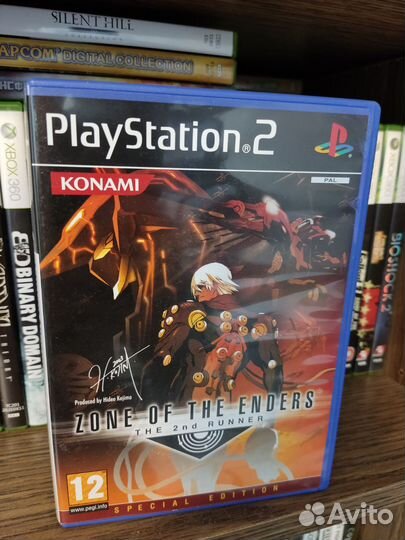 SILENT HILL
CAPCOM DIGITAL COLLECTION
PlayStation®2
PAL
KONAMI
XBOX 360
BINARY DOMAIN
BIOSHOCK 2
2003
Produced by Hideo Kojima
ZONE OF THE ENDERS
THE 2nd RUNNER
12
www.pegi.info
SPECIAL EDITION
Avito